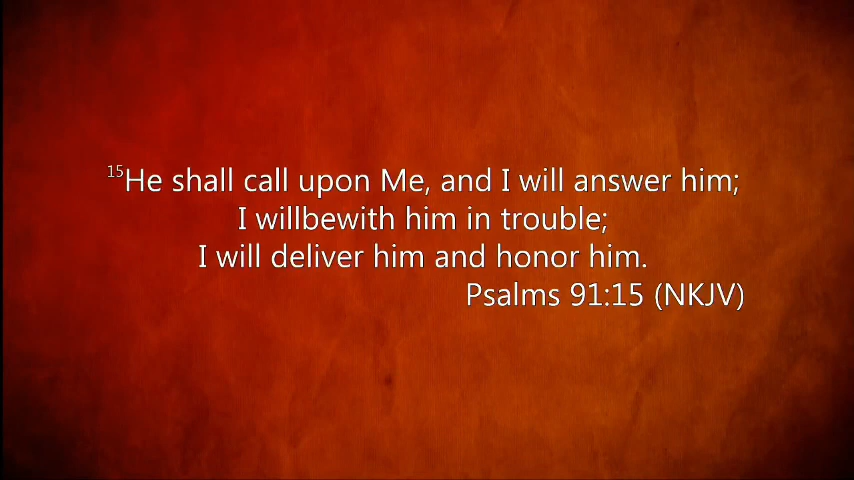 15He shall call upon Me, and I will answer him;
I willbewith him in trouble;
I will deliver him and honor him.
Psalms 91:15 (NKJV)